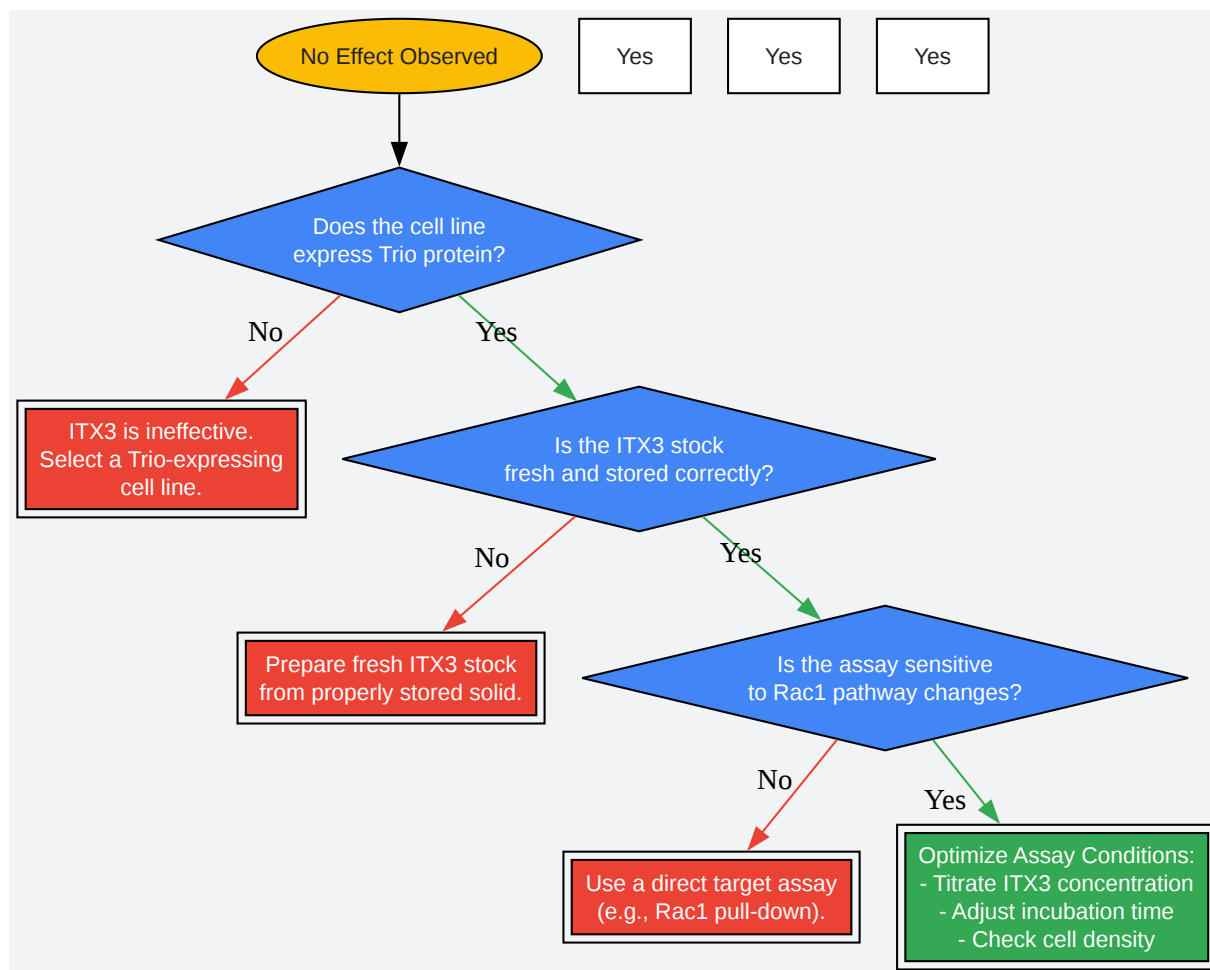 No Effect Observed
Yes
Yes
Yes
Does the cell line
express Trio protein?
No
Yes
ITX3 is ineffective.
Select a Trio-expressing
cell line.
Is the ITX3 stock
fresh and stored correctly?
No
Yes
Prepare fresh ITX3 stock
from properly stored solid.
Is the assay sensitive
to Rac1 pathway changes?
No
Yes
Use a direct target assay
(e.g., Rac1 pull-down).
Optimize Assay Conditions:
- Titrate ITX3 concentration
- Adjust incubation time
- Check cell density